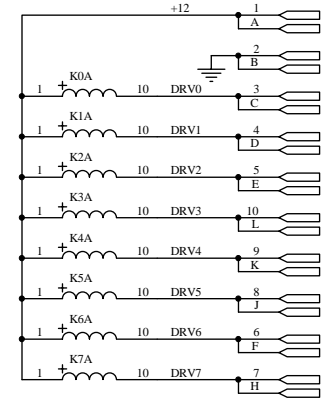 +12 1
A
2
B
K0A
+
1 10 DRV0 3
C
K1A
+
1 10 DRV1 4
D
K2A
+
1 10 DRV2 5
E
K3A
+
1 10 DRV3 10
L
K4A
+
1 10 DRV4 9
K
K5A
+
1 10 DRV5 8
J
K6A
+
1 10 DRV6 6
F
K7A
+
1 10 DRV7 7
H